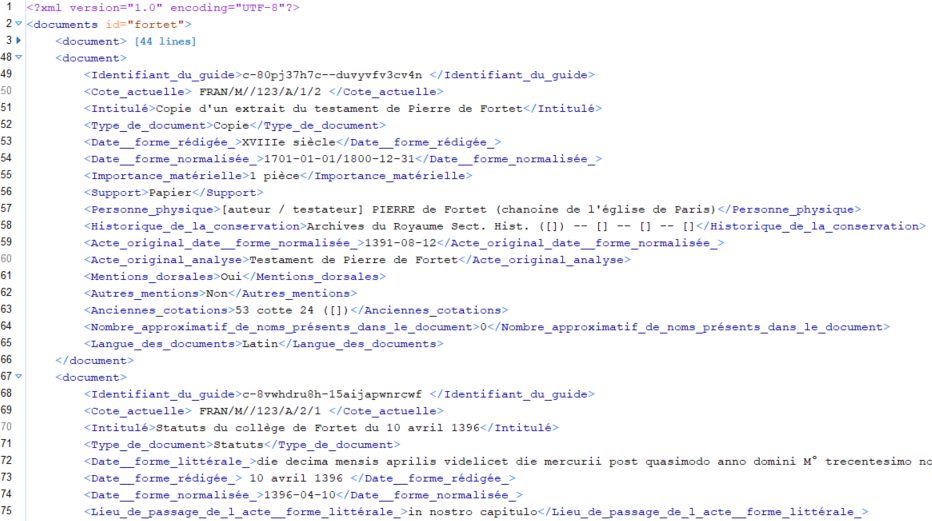 1 <?xml version="1.0" encoding="UTF-8"?>
2 <documents id="fortet">
3 <document> [44 lines]
48 <document>
49 <Identifiant_du_guide>c-80pj37h7c--duvyvfv3cv4n </Identifiant_du_guide>
50 <Cote_actuelle> FRAN/M//123/A/1/2 </Cote_actuelle>
51 <Intitulé>Copie d'un extrait du testament de Pierre de Fortet</Intitulé>
52 <Type_de_document>Copie</Type_de_document>
53 <Date__forme_rédigée_>XVIIIe siècle</Date__forme_rédigée_>
54 <Date__forme_normalisée_>1701-01-01/1800-12-31</Date__forme_normalisée_>
55 <Importance_matérielle>1 pièce</Importance_matérielle>
56 <Support>Papier</Support>
57 <Personne_physique>[auteur / testateur] PIERRE de Fortet (chanoine de l'église de Paris)</Personne_physique>
58 <Historique_de_la_conservation>Archives du Royaume Sect. Hist. ([]) -- [] -- [] -- []</Historique_de_la_conservation>
59 <Acte_original_date__forme_normalisée_>1391-08-12</Acte_original_date__forme_normalisée_>
60 <Acte_original_analyse>Testament de Pierre de Fortet</Acte_original_analyse>
61 <Mentions_dorsales>Oui</Mentions_dorsales>
62 <Autres_mentions>Non</Autres_mentions>
63 <Anciennes_cotations>53 cotte 24 ([])</Anciennes_cotations>
64 <Nombre_approximatif_de_noms_présents_dans_le_document>0</Nombre_approximatif_de_noms_présents_dans_le_document>
65 <Langue_des_documents>Latin</Langue_des_documents>
66 </document>
67 <document>
68 <Identifiant_du_guide>c-8vwhdru8h-15aijapwnrcwf </Identifiant_du_guide>
69 <Cote_actuelle> FRAN/M//123/A/2/1 </Cote_actuelle>
70 <Intitulé>Statuts du collège de Fortet du 10 avril 1396</Intitulé>
71 <Type_de_document>Statuts</Type_de_document>
72 <Date__forme_littérale_>die decima mensis aprilis videlicet die mercurii post quasimodo anno domini M° trecentesimo no
73 <Date__forme_rédigée_> 10 avril 1396 </Date__forme_rédigée_>
74 <Date__forme_normalisée_>1396-04-10</Date__forme_normalisée_>
75 <Lieu_de_passage_de_l_acte__forme_littérale_>in nostro capitulo</Lieu_de_passage_de_l_acte__forme_littérale_>